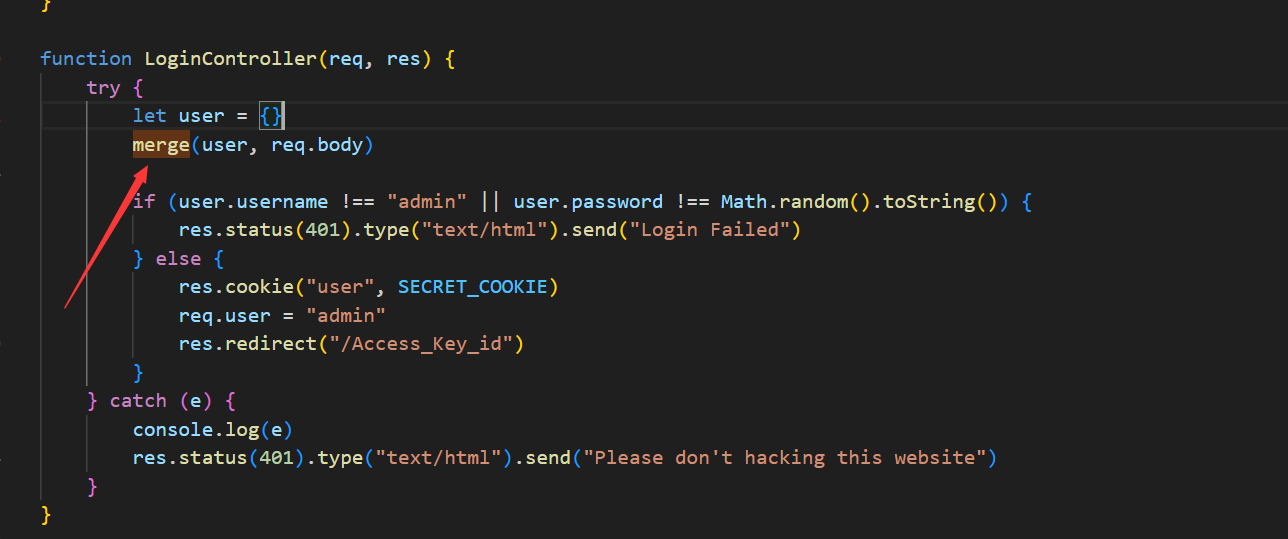 }
function LoginController(req, res) {
try {
let user = {}
merge(user, req.body)
if (user.username !== "admin" || user.password !== Math.random().toString()) {
res.status(401).type("text/html").send("Login Failed")
} else {
res.cookie("user", SECRET_COOKIE)
req.user = "admin"
res.redirect("/Access_Key_id")
}
} catch (e) {
console.log(e)
res.status(401).type("text/html").send("Please don't hacking this website")
}
}